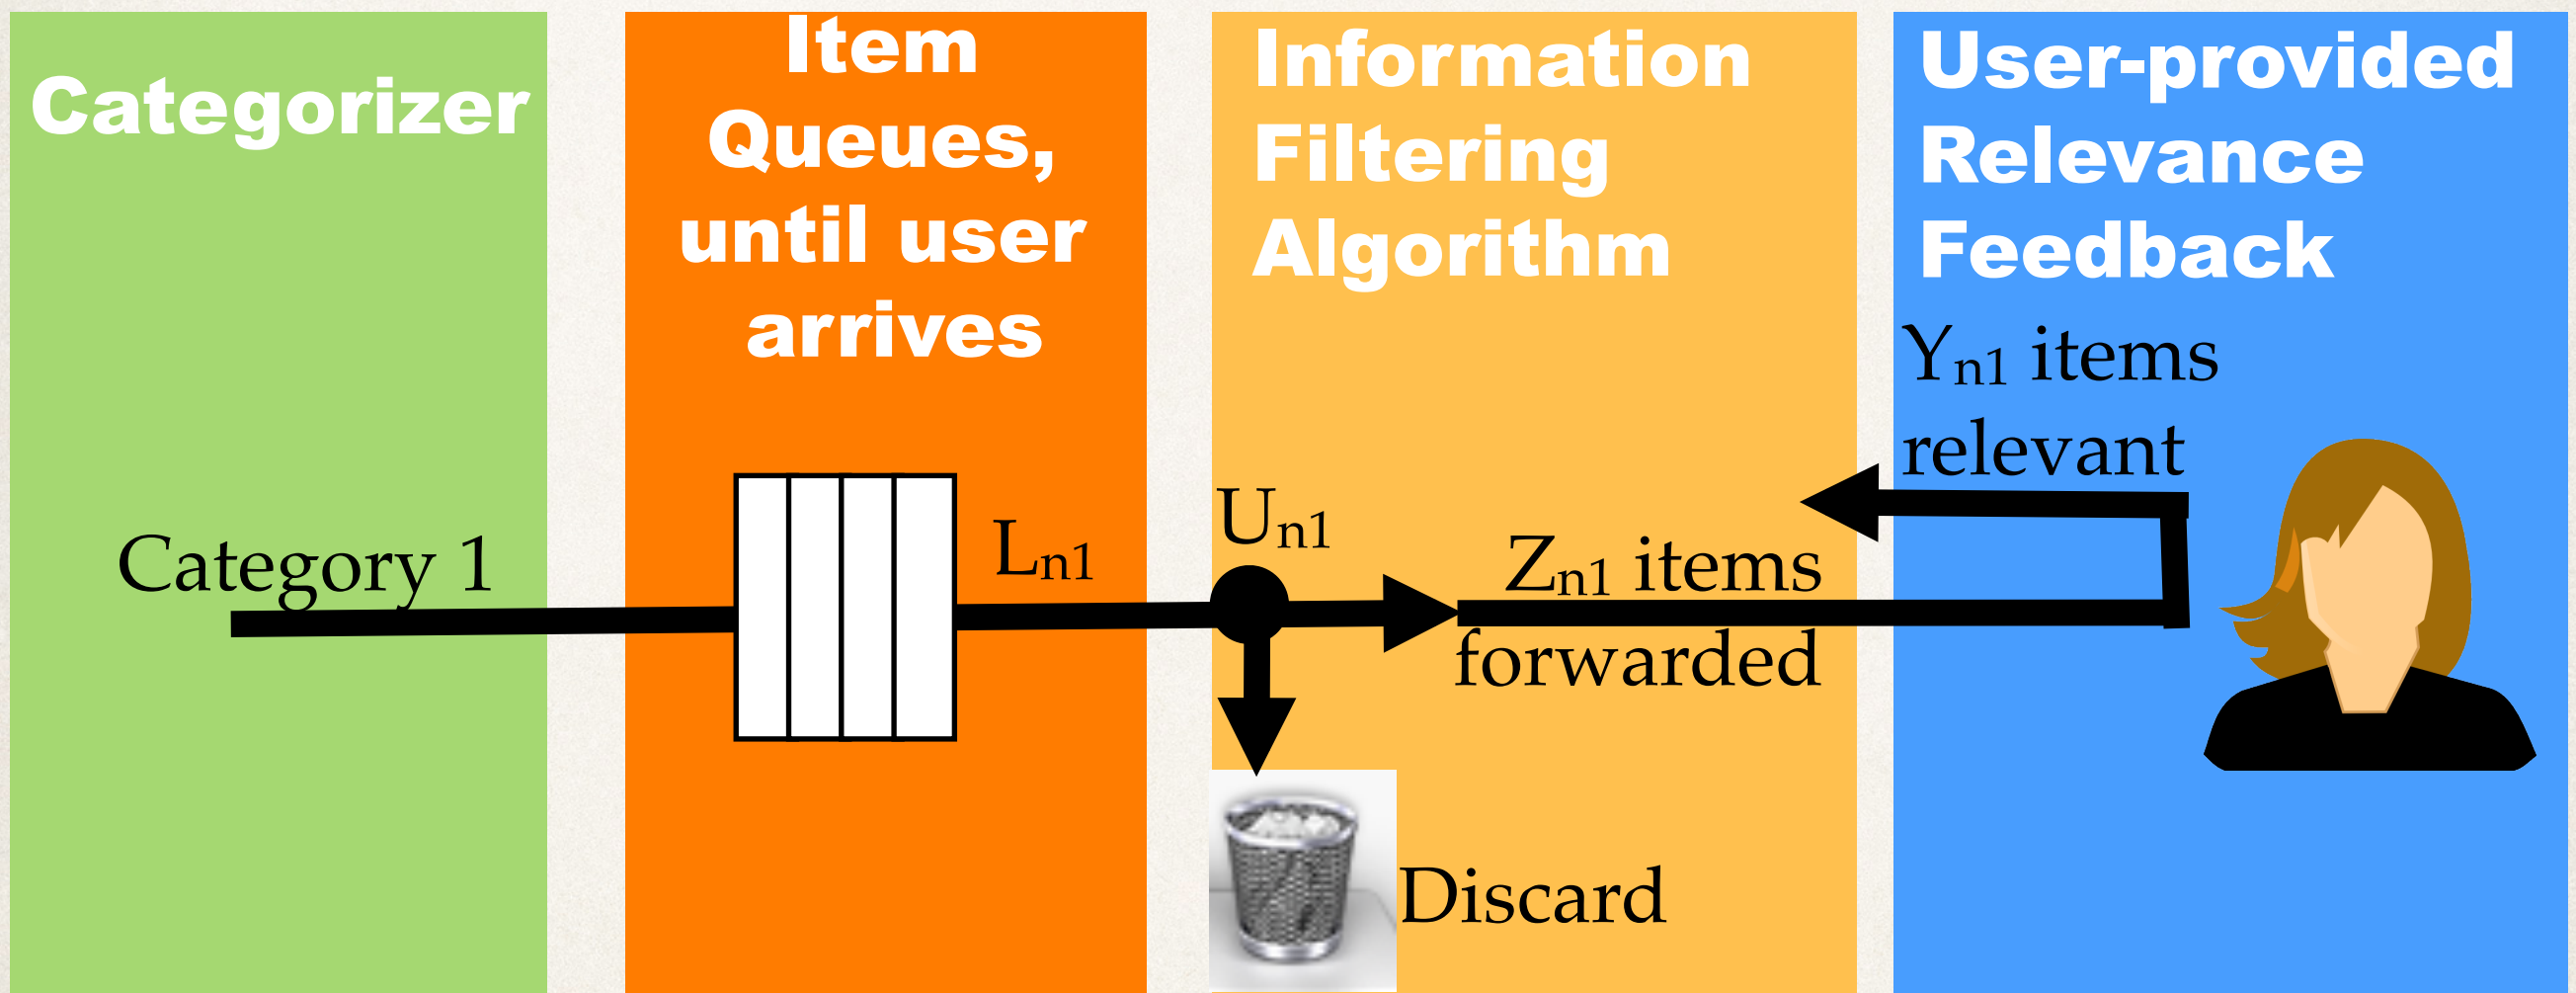 Categorizer
Item
Queues,
until user
arrives
Information
Filtering
Algorithm
User-provided
Relevance
Feedback
Category 1
Ln1
Un1
Zn1 items
forwarded
Discard
Yn1 items
relevant